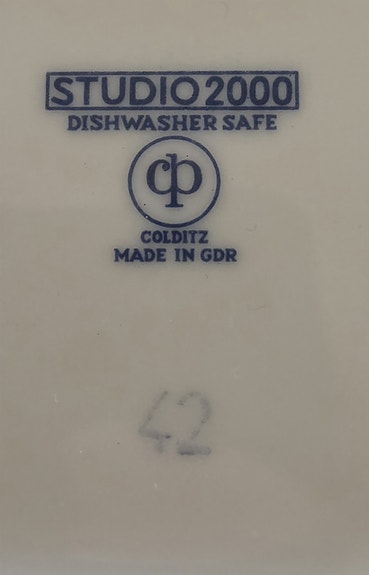 STUDIO 2000
DISHWASHER SAFE
cp
COLDITZ
MADE IN GDR
42